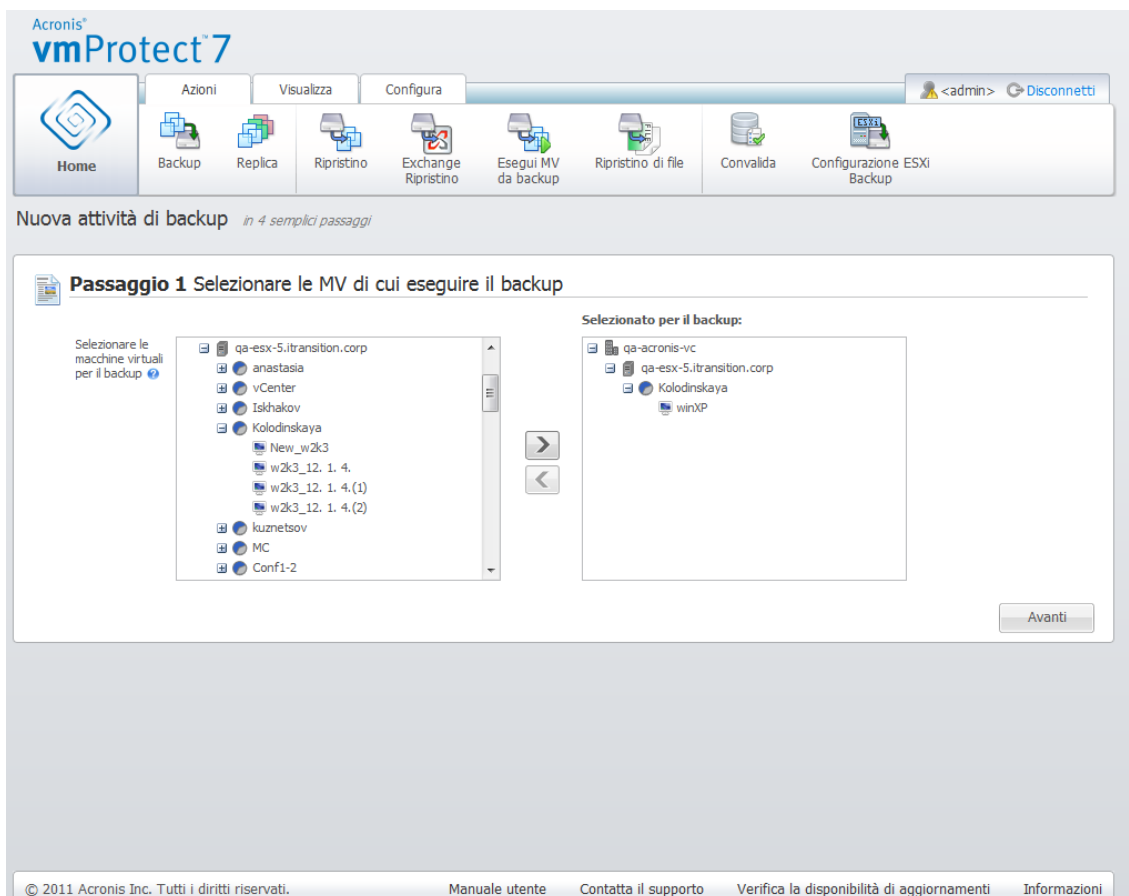 Acronis®
vmProtect™ 7
Azioni
Visualizza
Configura
<admin>
Disconnetti
Home
Backup
Replica
Ripristino
Exchange
Ripristino
Esegui MV
da backup
Ripristino di file
Convalida
ESXi
Configurazione ESXi
Backup
Nuova attività di backup in 4 semplici passaggi
Passaggio 1 Selezionare le MV di cui eseguire il backup
Selezionare le
macchine virtuali
per il backup
qa-esx-5.itransition.corp
anastasia
vCenter
Iskhakov
Kolodinskaya
New_w2k3
w2k3_12. 1. 4.
w2k3_12. 1. 4.(1)
w2k3_12. 1. 4.(2)
kuznetsov
MC
Conf1-2
Selezionato per il backup:
qa-acronis-vc
qa-esx-5.itransition.corp
Kolodinskaya
winXP
Avanti
© 2011 Acronis Inc. Tutti i diritti riservati.
Manuale utente
Contatta il supporto
Verifica la disponibilità di aggiornamenti
Informazioni